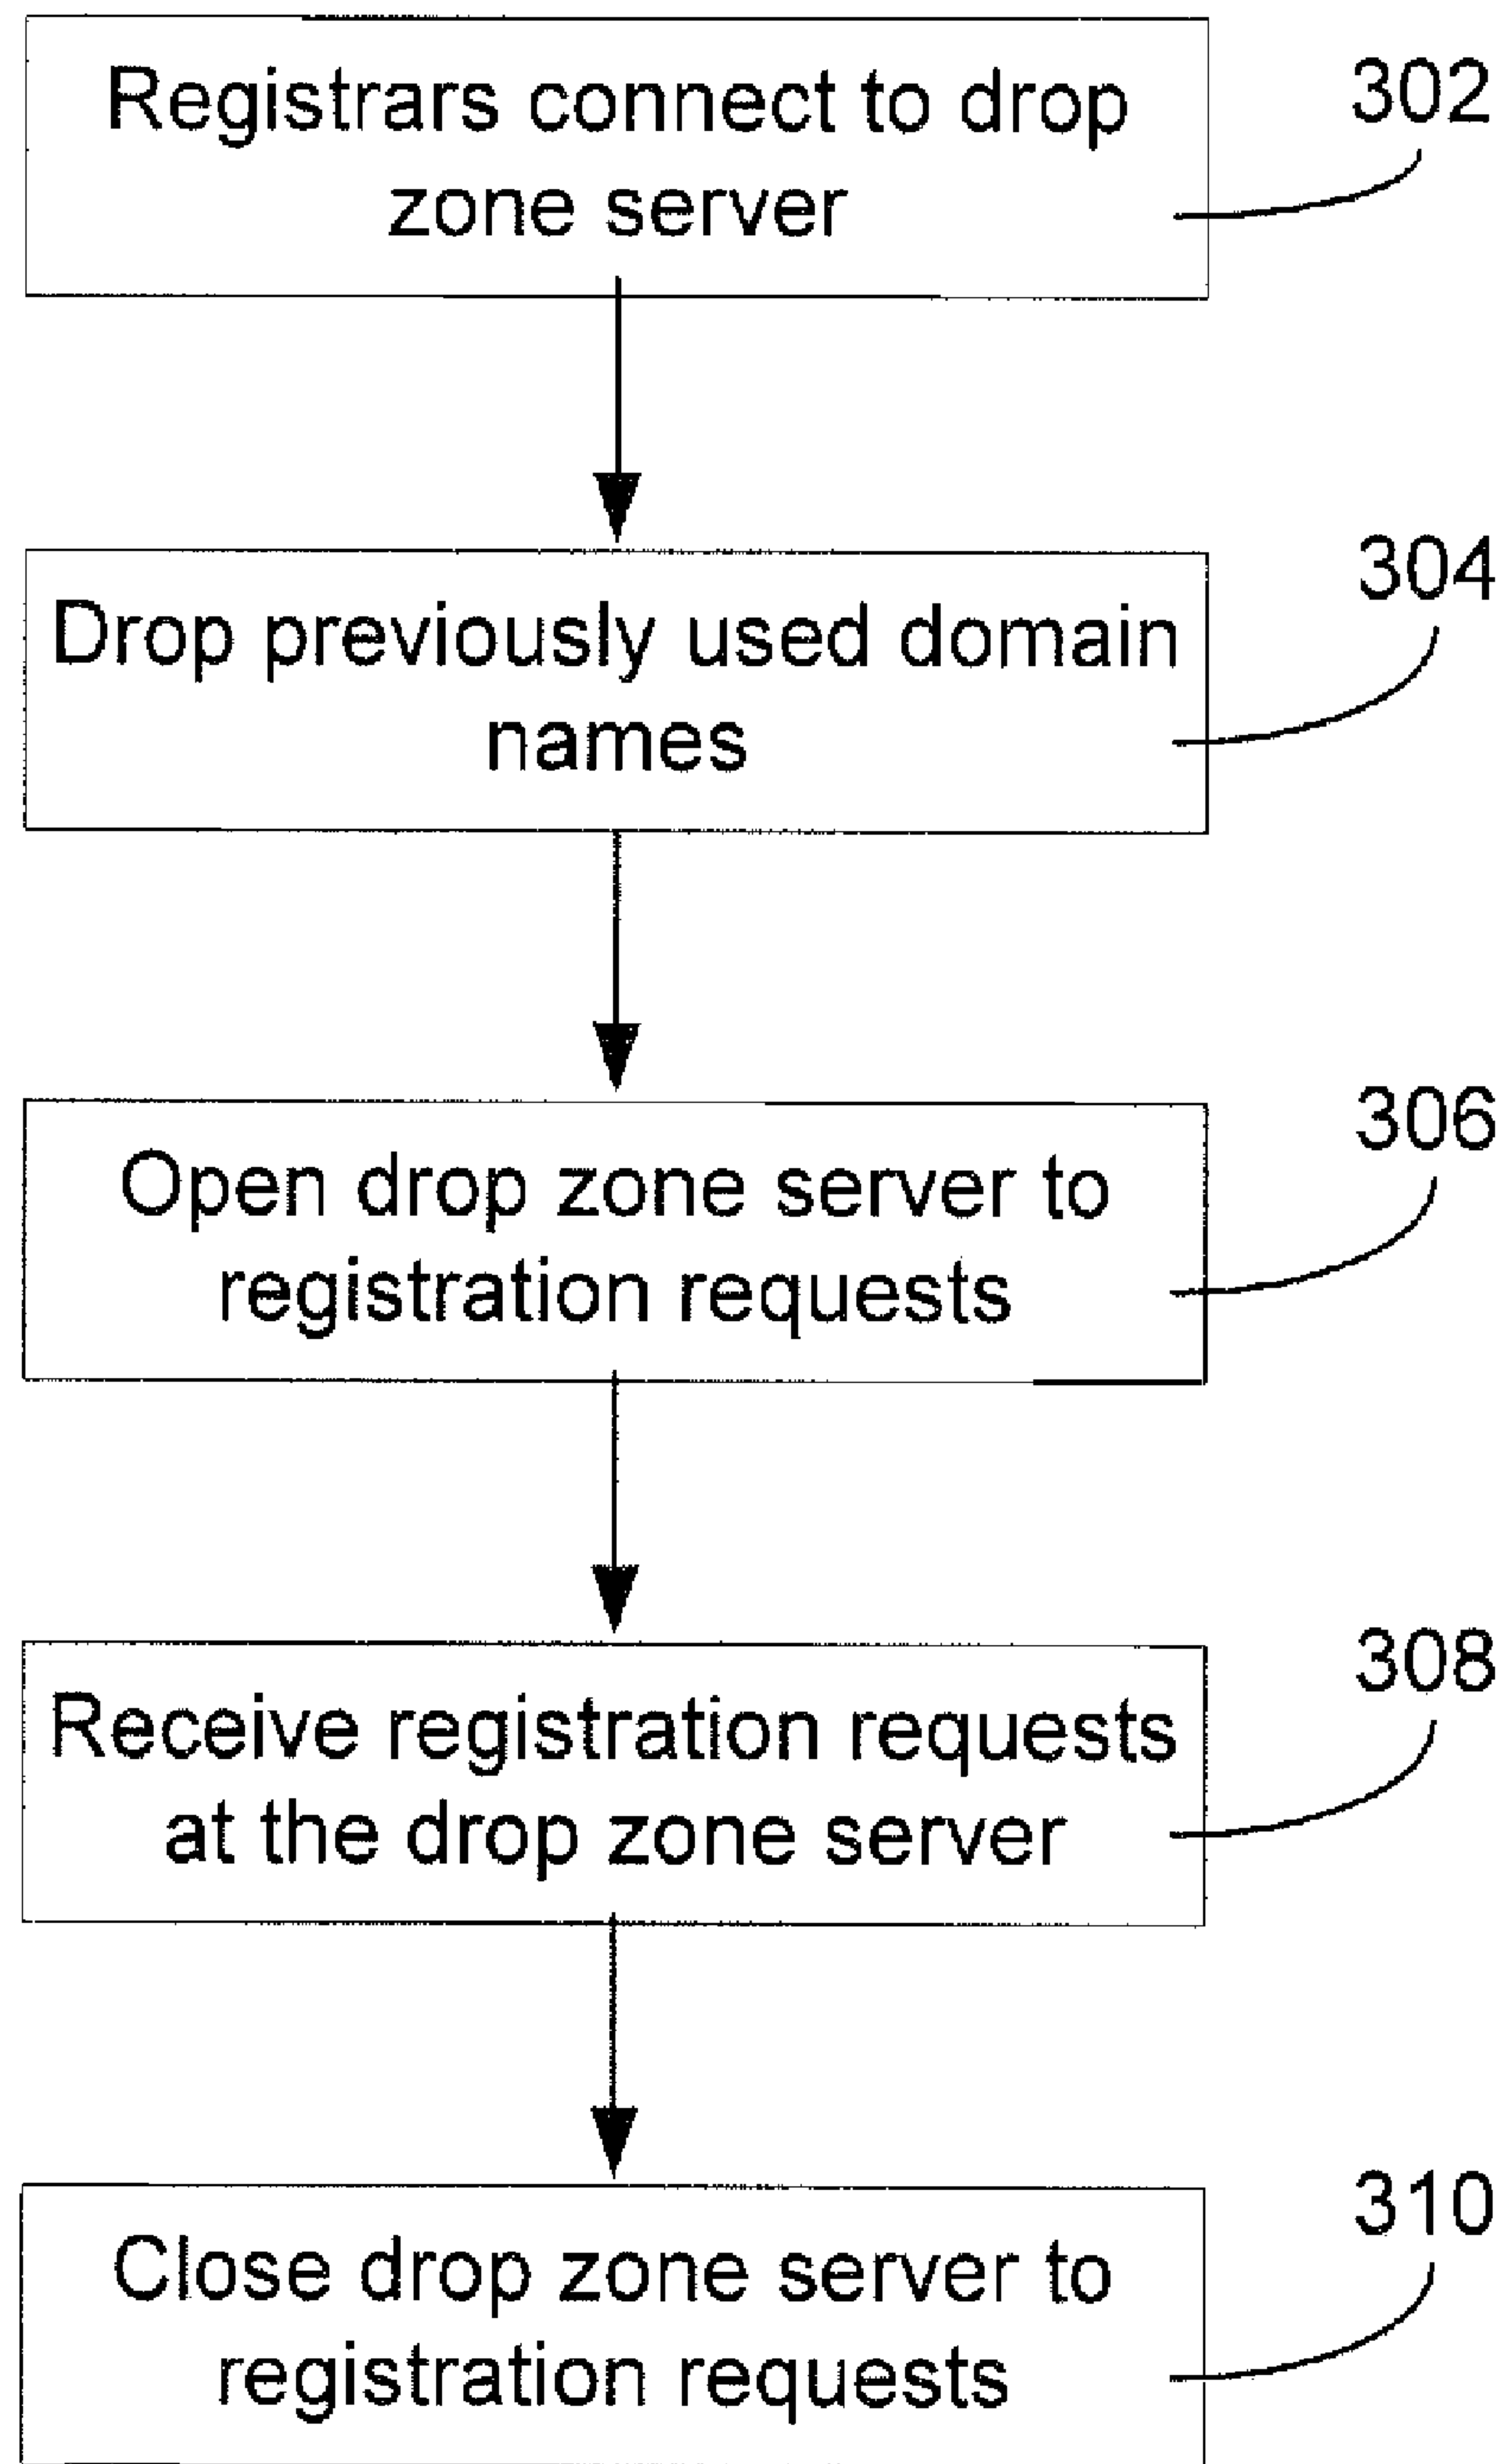 Registrars connect to drop
zone server
302
Drop previously used domain
names
304
Open drop zone server to
registration requests
306
Receive registration requests
at the drop zone server
308
Close drop zone server to
registration requests
310